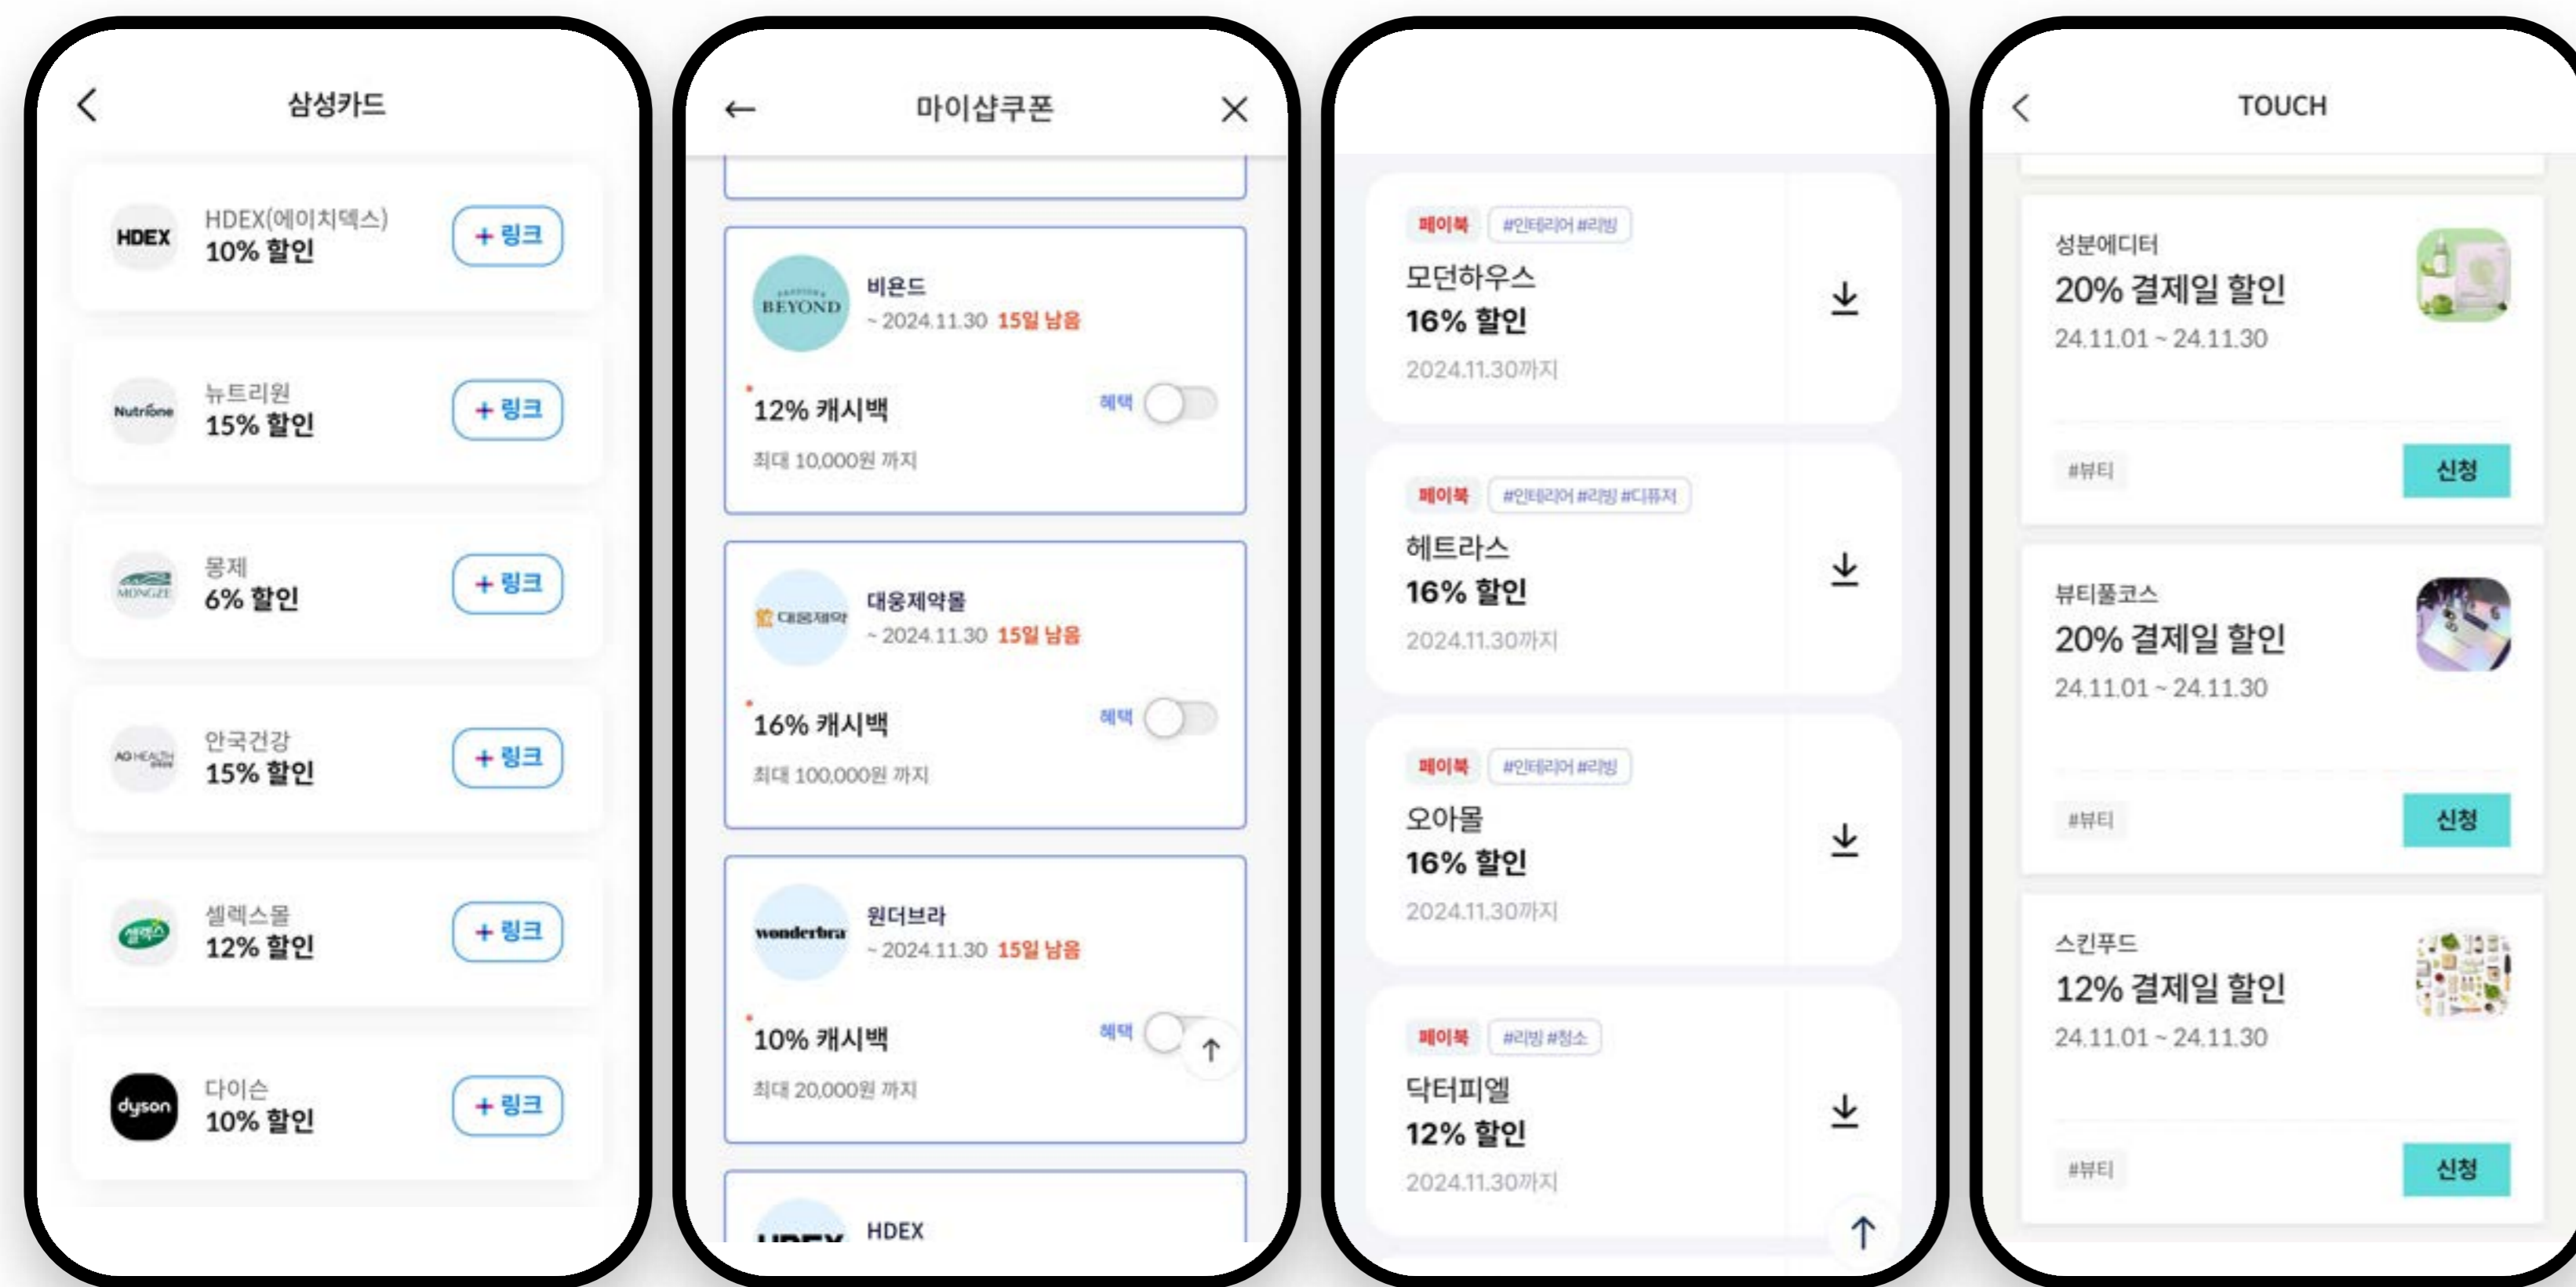 삼성카드
HDEX
HDEX(에이치덱스)
10% 할인
+ 링크
Nutrione
뉴트리원
15% 할인
+ 링크
MONGZE
몽제
6% 할인
+ 링크
AG HEALTH
안국건강
15% 할인
+ 링크
셀렉스
셀렉스몰
12% 할인
+ 링크
dyson
다이슨
10% 할인
+ 링크
마이샵쿠폰
BEYOND
비욘드
~ 2024.11.30 15일 남음
12% 캐시백
혜택
최대 10,000원 까지
대웅제약
대웅제약몰
~ 2024.11.30 15일 남음
16% 캐시백
혜택
최대 100,000원 까지
wonderbra
원더브라
~ 2024.11.30 15일 남음
10% 캐시백
혜택
최대 20,000원 까지
HDEX
HDEX
페이북 #인테리어 #리빙
모던하우스
16% 할인
2024.11.30까지
페이북 #인테리어 #리빙 #디퓨저
헤트라스
16% 할인
2024.11.30까지
페이북 #인테리어 #리빙
오아몰
16% 할인
2024.11.30까지
페이북 #리빙 #청소
닥터피엘
12% 할인
2024.11.30까지
TOUCH
성분에디터
20% 결제일 할인
24.11.01 ~ 24.11.30
#뷰티
신청
뷰티풀코스
20% 결제일 할인
24.11.01 ~ 24.11.30
#뷰티
신청
스킨푸드
12% 결제일 할인
24.11.01 ~ 24.11.30
#뷰티
신청